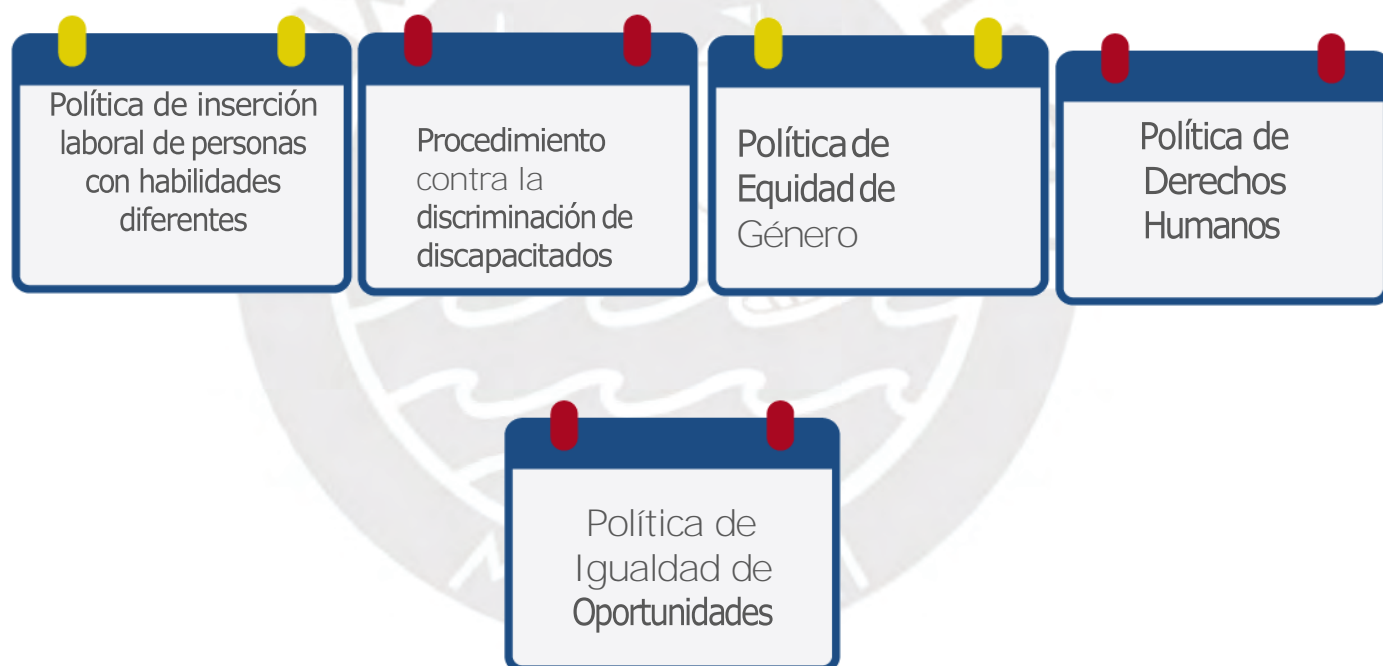 Política de inserción
laboral de personas
con habilidades
diferentes
Procedimiento
contra la
discriminación de
discapacitados
Política de
Equidad de
Género
Política de
Derechos
Humanos
Política de
Igualdad de
Oportunidades